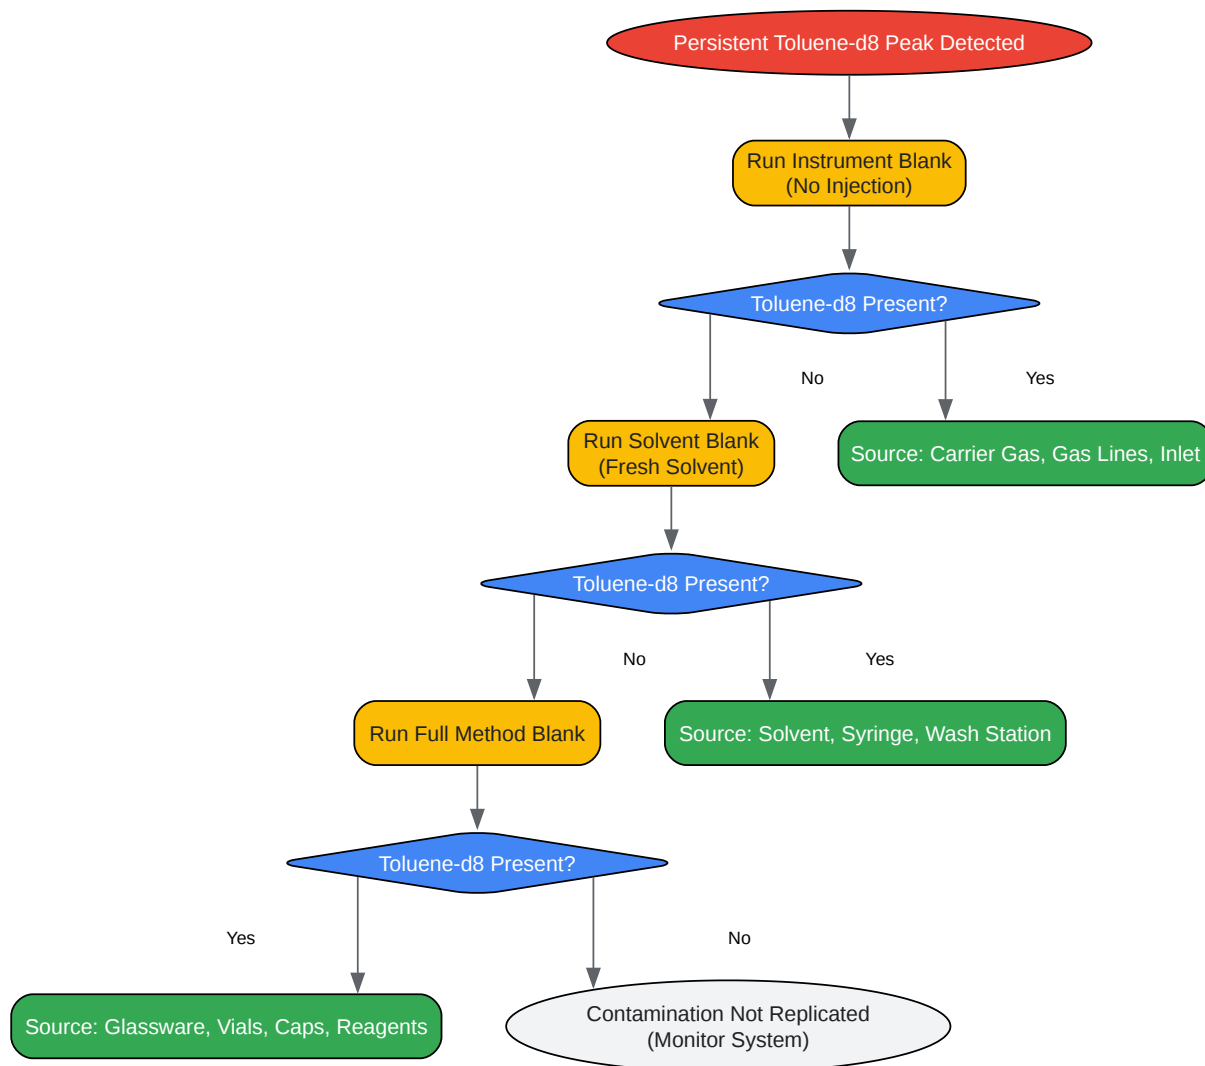 Persistent Toluene-d8 Peak Detected
Run Instrument Blank
(No Injection)
Toluene-d8 Present?
No
Yes
Run Solvent Blank
(Fresh Solvent)
Source: Carrier Gas, Gas Lines, Inlet
Toluene-d8 Present?
No
Yes
Run Full Method Blank
Source: Solvent, Syringe, Wash Station
Toluene-d8 Present?
Yes
No
Source: Glassware, Vials, Caps, Reagents
Contamination Not Replicated
(Monitor System)